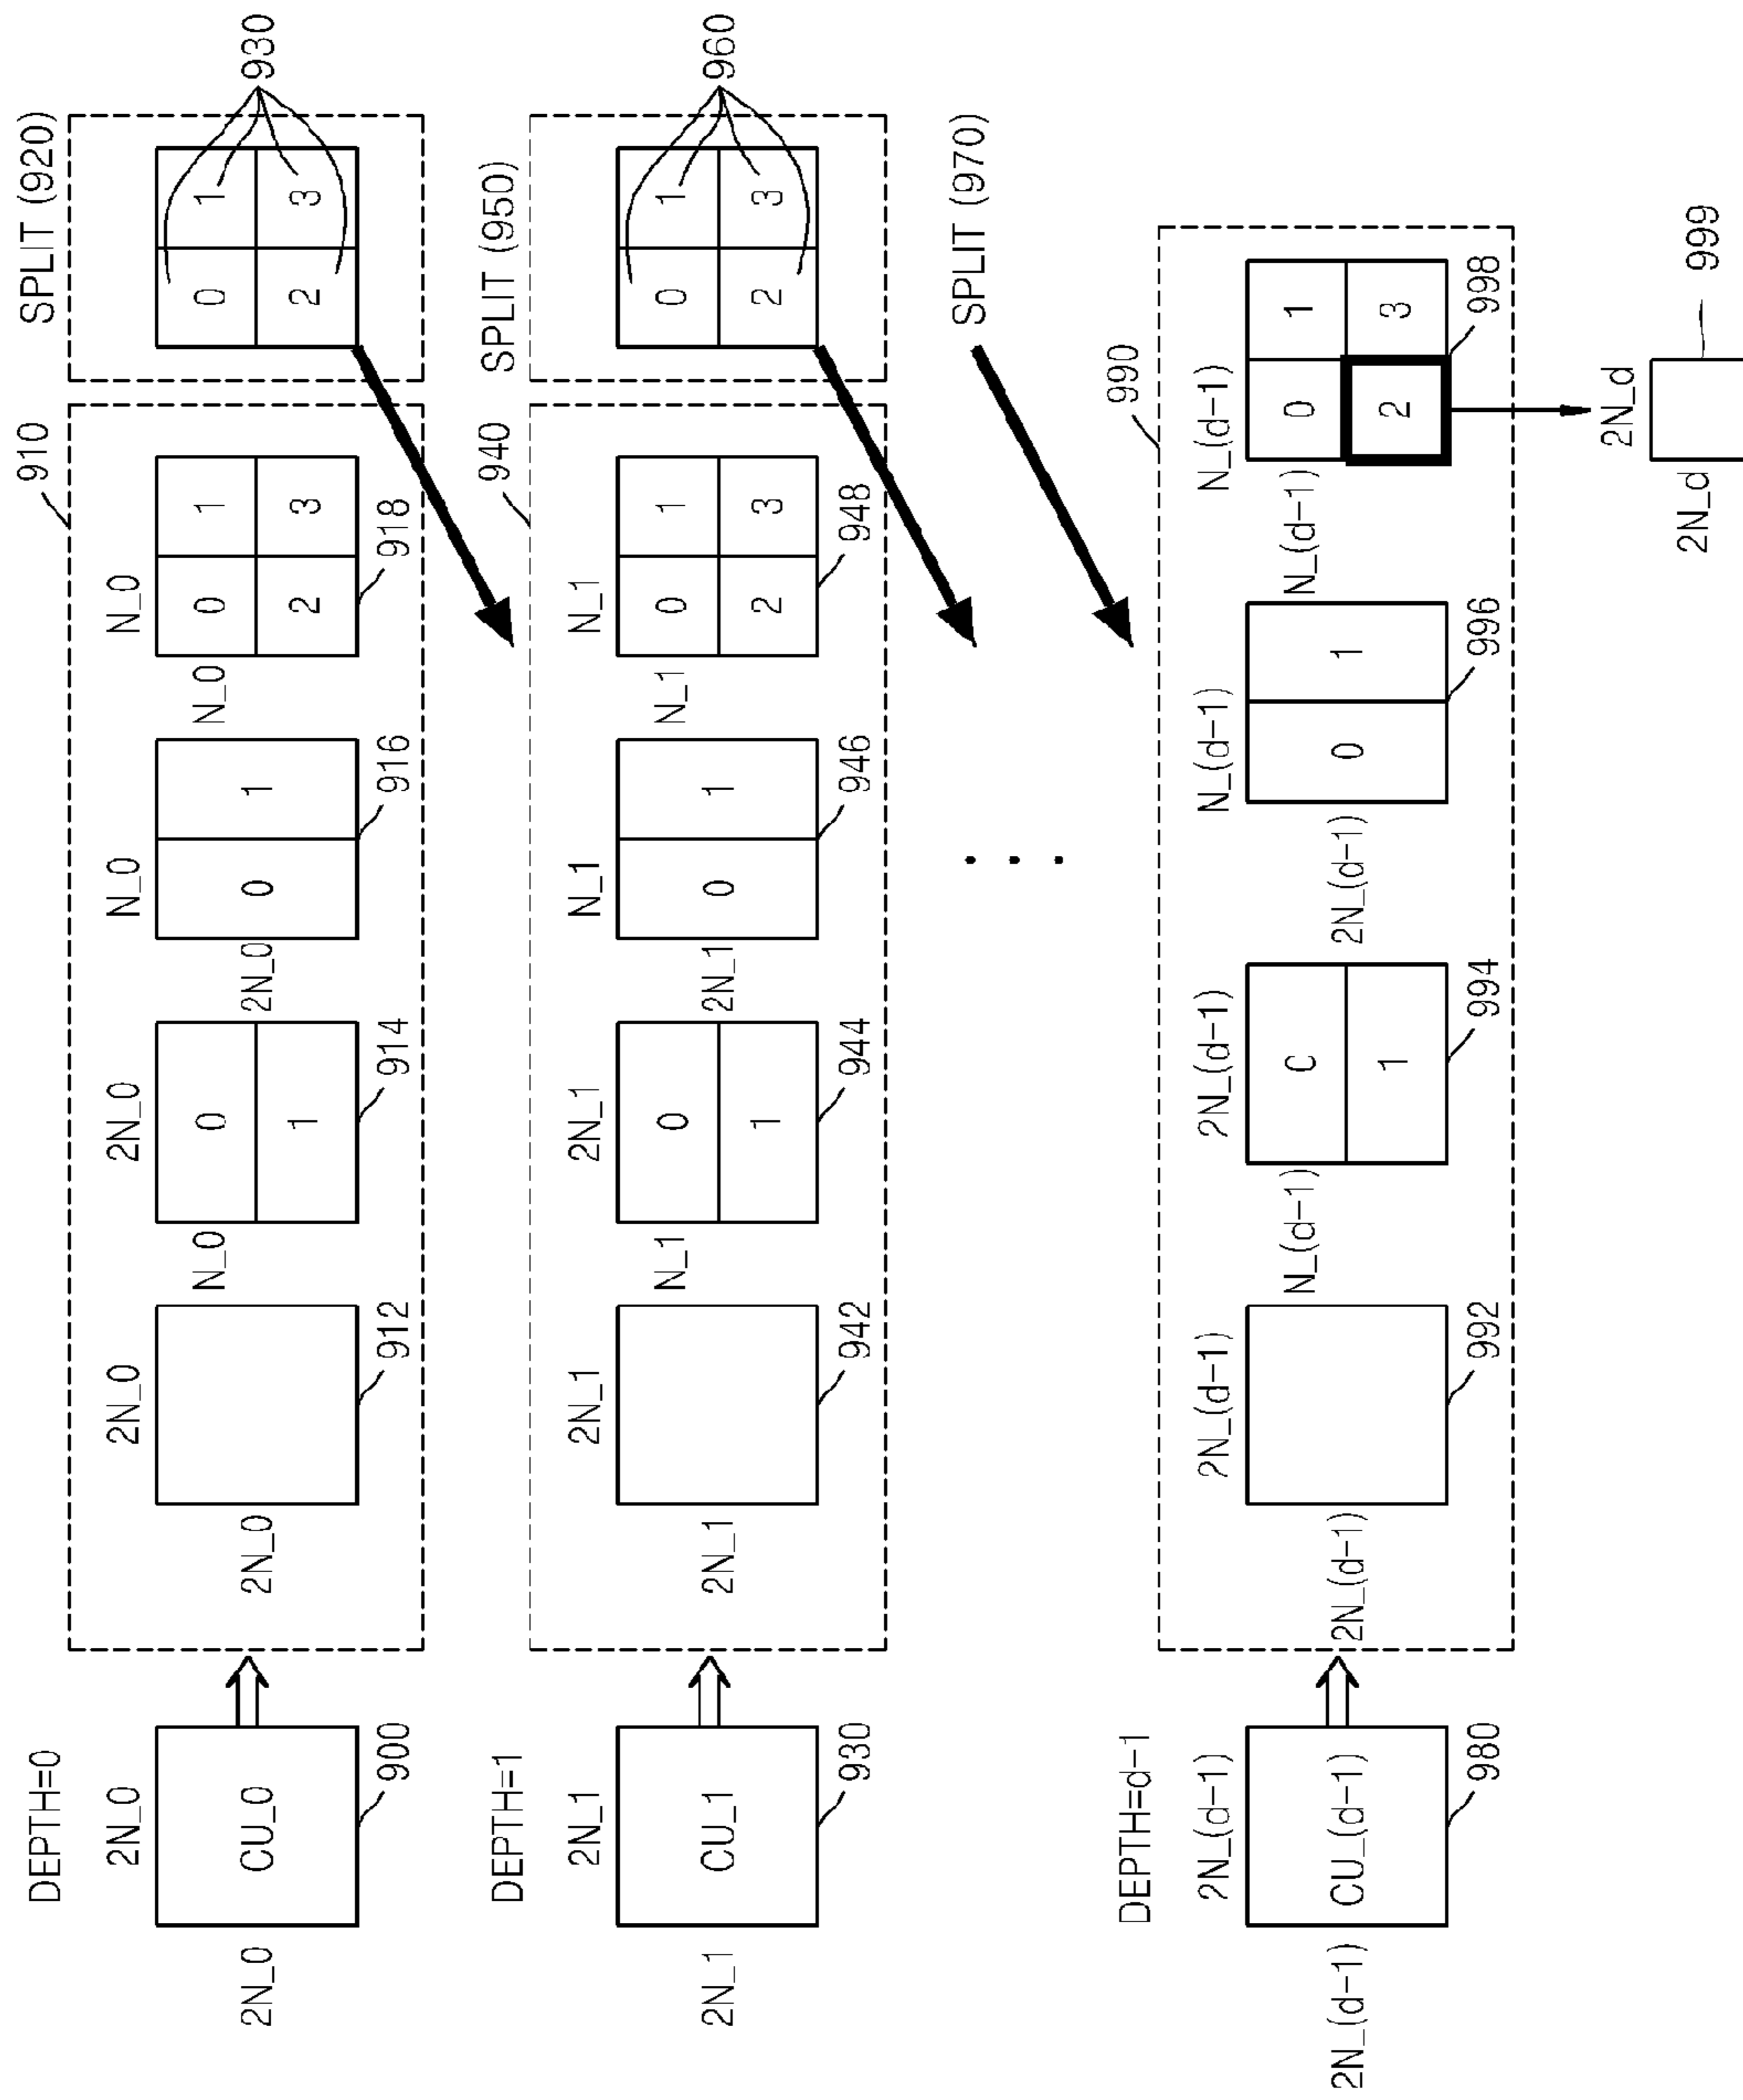 DEPTH=0
910
SPLIT (920)
2N_0
2N_0
2N_0
N_0
N_0
2N_0
CU_0
2N_0
N_0
0
1
2N_0
0
1
N_0
0
1
2
3
0
1
2
3
930
900
912
914
916
918
DEPTH=1
940
SPLIT (950)
2N_1
2N_1
2N_1
N_1
N_1
2N_1
CU_1
2N_1
N_1
0
1
2N_1
0
1
N_1
0
1
2
3
0
1
2
3
960
930
942
944
946
948
SPLIT (970)
DEPTH=d-1
990
2N_(d-1)
2N_(d-1)
2N_(d-1)
N_(d-1)
N_(d-1)
2N_(d-1)
CU_(d-1)
2N_(d-1)
N_(d-1)
C
1
2N_(d-1)
0
1
N_(d-1)
0
1
2
3
980
992
994
996
998
2N_d
2N_d
999